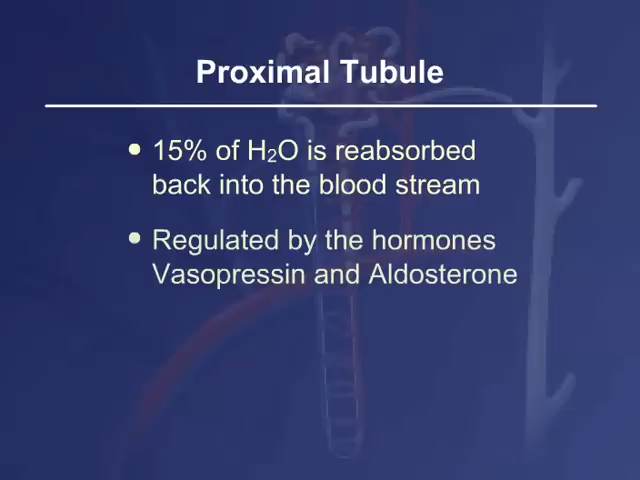 Proximal Tubule
• 15% of H₂O is reabsorbed
back into the blood stream
• Regulated by the hormones
Vasopressin and Aldosterone